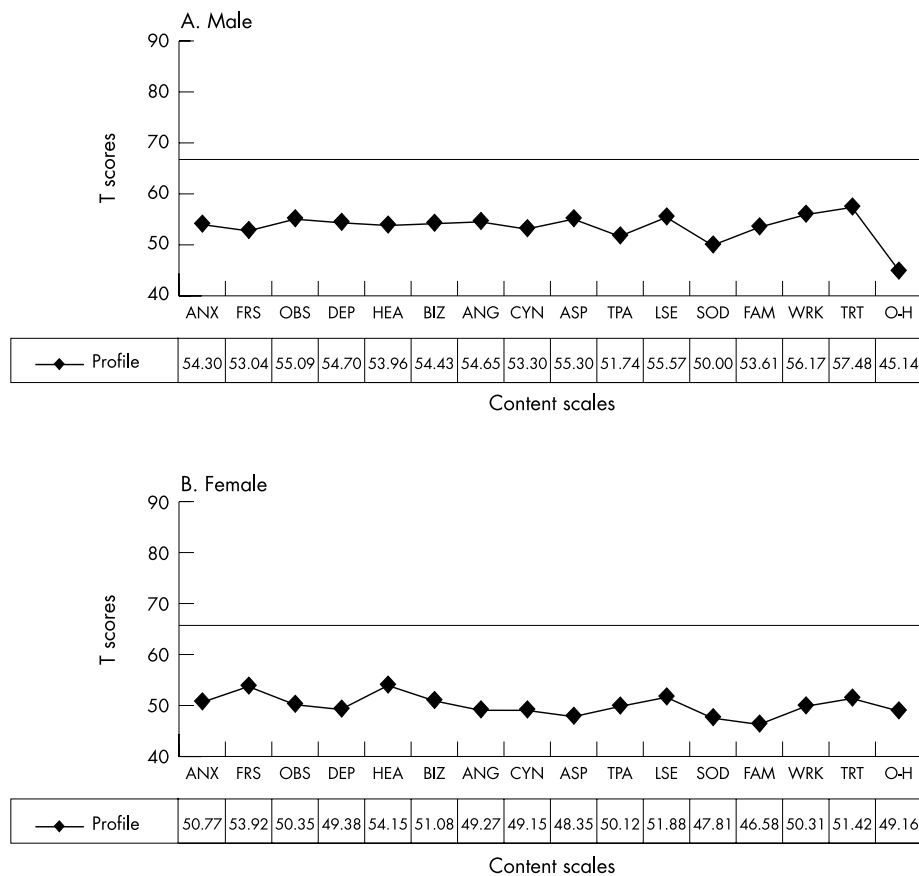 A. Male
90
80
70
60
50
40
T scores
ANX FRS OBS DEP HEA BIZ ANG CYN ASP TPA LSE SOD FAM WRK TRT O-H
Profile 54.30 53.04 55.09 54.70 53.96 54.43 54.65 53.30 55.30 51.74 55.57 50.00 53.61 56.17 57.48 45.14
Content scales
B. Female
90
80
70
60
50
40
T scores
ANX FRS OBS DEP HEA BIZ ANG CYN ASP TPA LSE SOD FAM WRK TRT O-H
Profile 50.77 53.92 50.35 49.38 54.15 51.08 49.27 49.15 48.35 50.12 51.88 47.81 46.58 50.31 51.42 49.16
Content scales